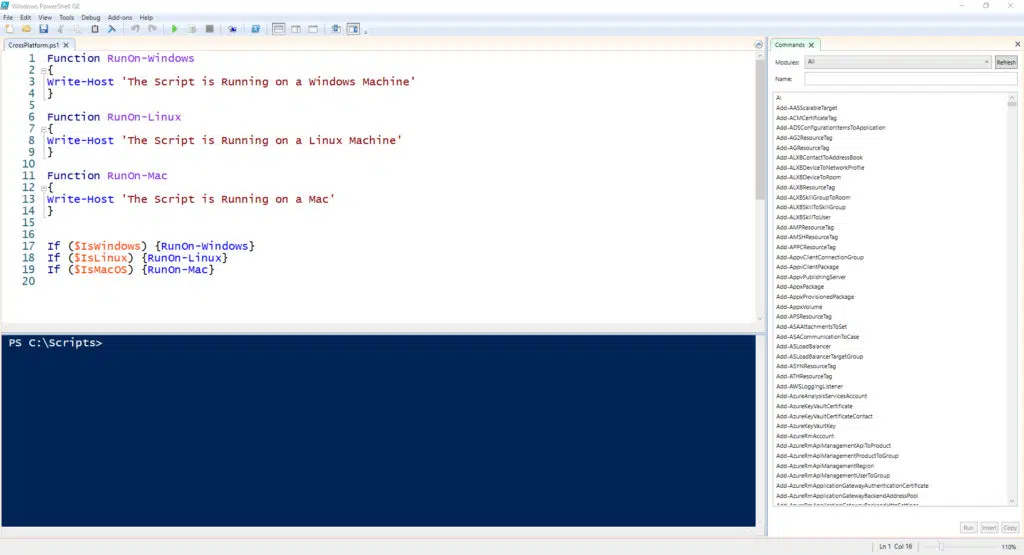 Windows PowerShell ISE
File Edit View Tools Debug Add-ons Help
CrossPlatform.ps1 X
1 Function RunOn-Windows
2 {
3 Write-Host 'The Script is Running on a Windows Machine'
4 }
5
6 Function RunOn-Linux
7 {
8 Write-Host 'The Script is Running on a Linux Machine'
9 }
10
11 Function RunOn-Mac
12 {
13 Write-Host 'The Script is Running on a Mac'
14 }
15
16
17 If ($IsWindows) {RunOn-Windows}
18 If ($IsLinux) {RunOn-Linux}
19 If ($IsMacOS) {RunOn-Mac}
20
PS C:\Scripts>
Commands X
Modules: All Refresh
Name:
A:
Add-AASScalableTarget
Add-ACMCertificateTag
Add-ADSConfigurationItemsToApplication
Add-AG2ResourceTag
Add-AGResourceTag
Add-ALXBContactToAddressBook
Add-ALXBDeviceToNetworkProfile
Add-ALXBDeviceToRoom
Add-ALXBResourceTag
Add-ALXBSkillGroupToRoom
Add-ALXBSkillToSkillGroup
Add-ALXBSkillToUser
Add-AMPResourceTag
Add-AMSHResourceTag
Add-APPCResourceTag
Add-AppvClientConnectionGroup
Add-AppvClientPackage
Add-AppvPublishingServer
Add-AppxPackage
Add-AppxProvisionedPackage
Add-AppxVolume
Add-APSResourceTag
Add-ASAAttachmentsToSet
Add-ASACommunicationToCase
Add-ASLoadBalancer
Add-ASLoadBalancerTargetGroup
Add-ASYNResourceTag
Add-ATHResourceTag
Add-AWSLoggingListener
Add-AzureAnalysisServicesAccount
Add-AzureKeyVaultCertificate
Add-AzureKeyVaultCertificateContact
Add-AzureKeyVaultKey
Add-AzureRmAccount
Add-AzureRmApiManagementApiToProduct
Add-AzureRmApiManagementProductToGroup
Add-AzureRmApiManagementRegion
Add-AzureRmApiManagementUserToGroup
Add-AzureRmApplicationGatewayAuthenticationCertificate
Add-AzureRmApplicationGatewayBackendAddressPool
Add-AzureRmApplicationGatewayBackendHttpSettings
Run Insert Copy
Ln 1 Col 16 110%